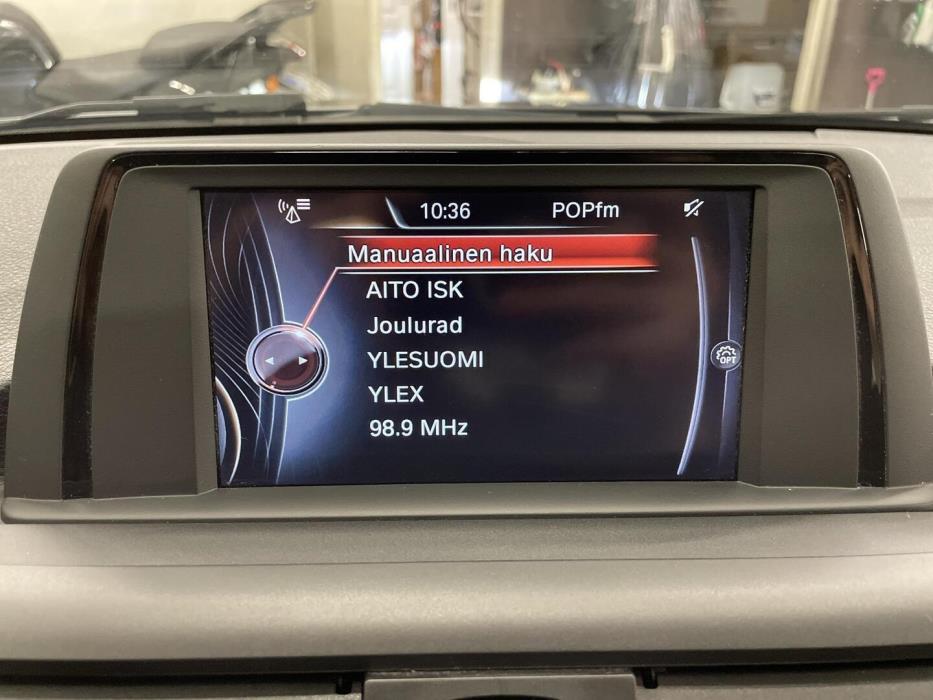 10:36 POPfm
Manuaalinen haku
AITO ISK
Joulurad
YLESUOMI
YLEX
98.9 MHz
OPT